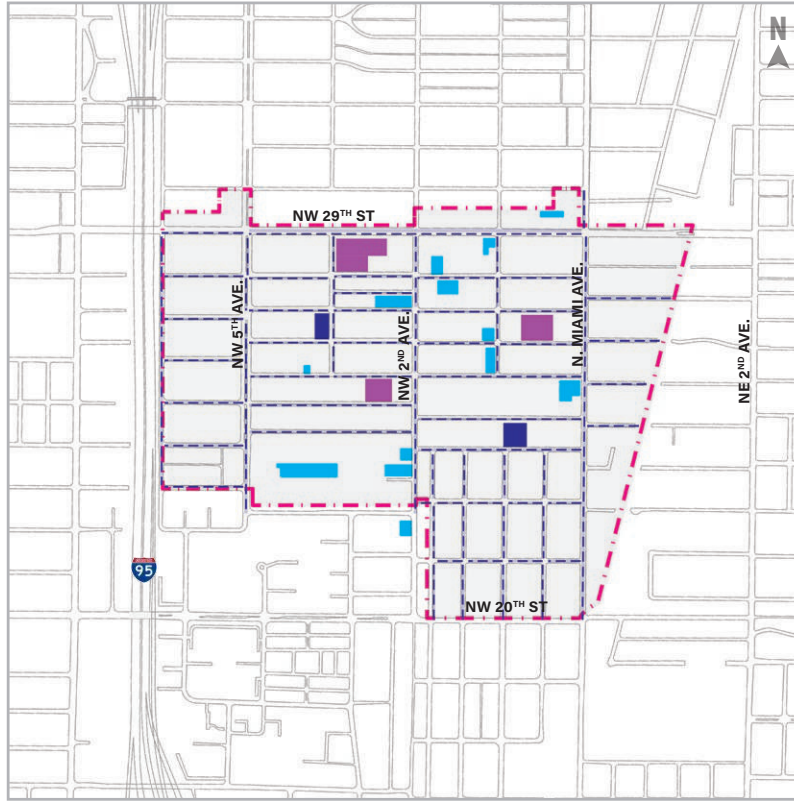 N
NW 29TH ST
NW 5TH AVE.
NW 2ND AVE.
N. MIAMI AVE.
NE 2ND AVE.
95
NW 20TH ST